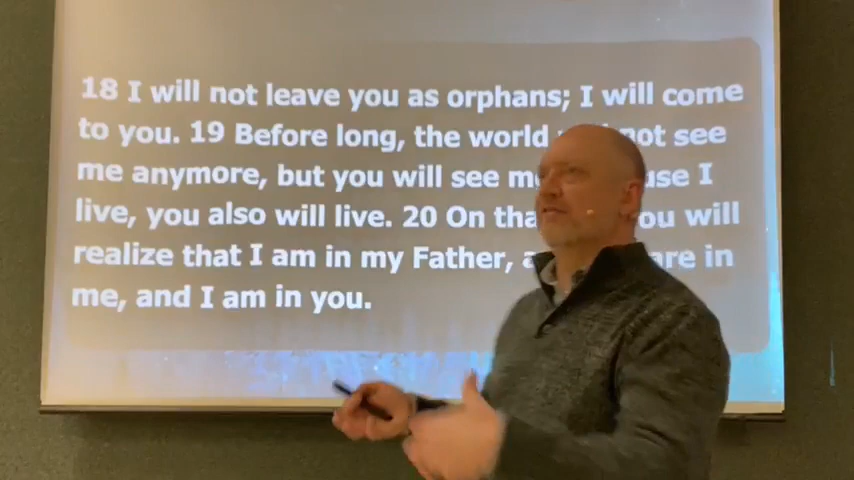 18 I will not leave you as orphans; I will come
to you. 19 Before long, the world not see
me anymore, but you will see I
live, you also will live. 20 On you will
realize that I am in my Father, are in
me, and I am in you.